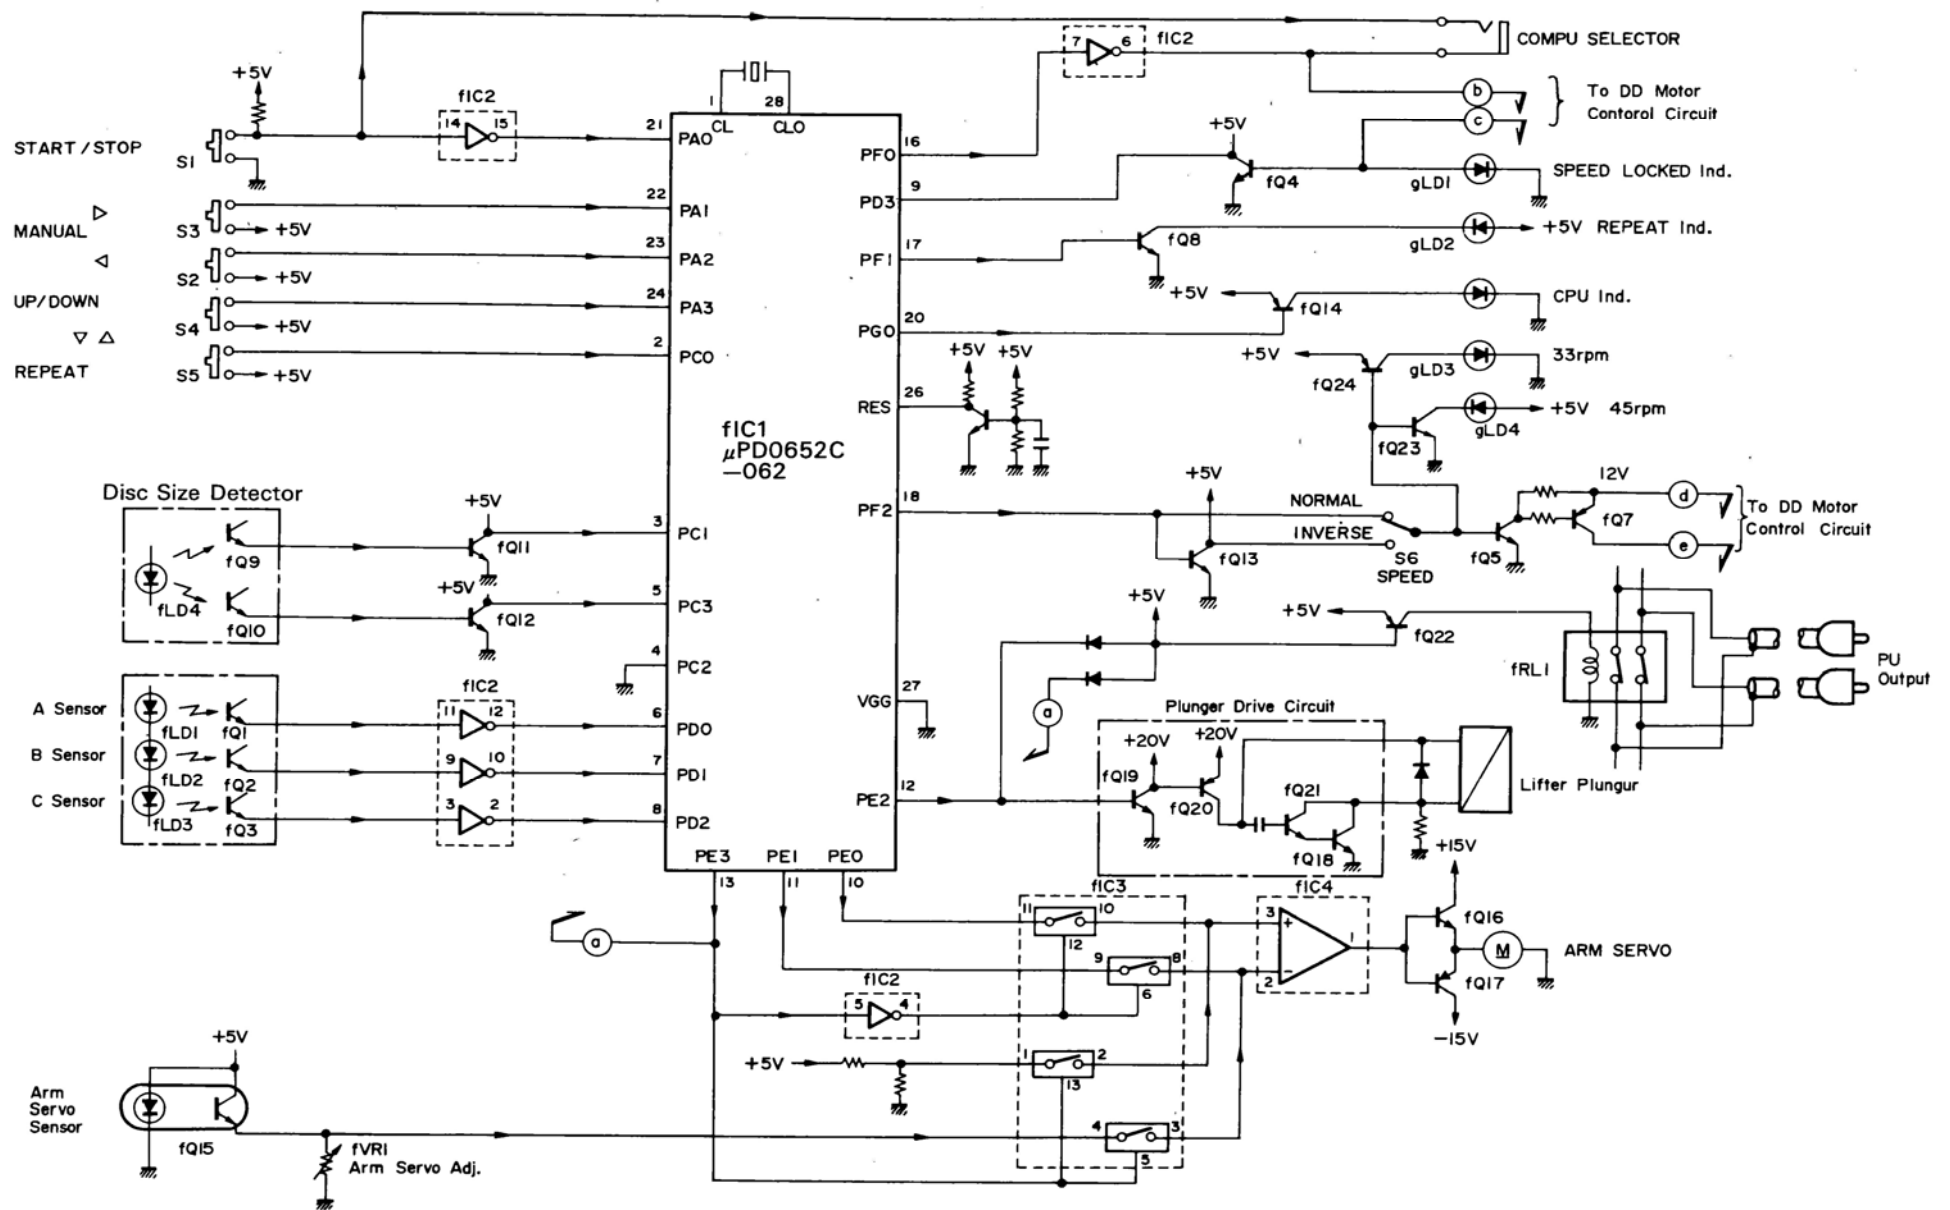 COMPU SELECTOR
7 6 fIC2
+5V
fIC2
14 15
1 28
CL CLO
b
c
To DD Motor
Contorol Circuit
START/STOP
S1
21
PA0
16
PF0
+5V
fQ4
gLD1
SPEED LOCKED Ind.
9
PD3
MANUAL ▷
S3
+5V
22
PA1
◁
S2
+5V
23
PA2
17
PF1
fQ8
gLD2
+5V REPEAT Ind.
UP/DOWN
▽ △
S4
+5V
24
PA3
20
PG0
+5V
fQ14
CPU Ind.
REPEAT
S5
+5V
2
PC0
+5V +5V
26
RES
+5V
fQ24
gLD3
33rpm
fQ23
gLD4
+5V 45rpm
fIC1
μPD0652C
—062
Disc Size Detector
fQ9
fLD4
fQ10
+5V
fQ11
3
PC1
+5V
fQ12
5
PC3
4
PC2
18
PF2
+5V
fQ13
NORMAL
INVERSE
S6
SPEED
fQ5
12V
fQ7
d
e
To DD Motor
Control Circuit
+5V
+5V
fQ22
a
fRL1
PU
Output
27
VGG
A Sensor
fLD1
fQ1
B Sensor
fLD2
fQ2
C Sensor
fLD3
fQ3
fIC2
11 12
9 10
3 2
6
PD0
7
PD1
8
PD2
12
PE2
Plunger Drive Circuit
+20V
+20V
fQ19
fQ20
fQ21
fQ18
Lifter Plungur
PE3 PE1 PE0
13 11 10
a
fIC3
11 10
12
9 8
6
1 2
13
4 3
5
fIC4
3 +
2 −
1
+15V
fQ16
M
ARM SERVO
fQ17
−15V
fIC2
5 4
+5V
+5V
Arm
Servo
Sensor
fQ15
fVR1
Arm Servo Adj.